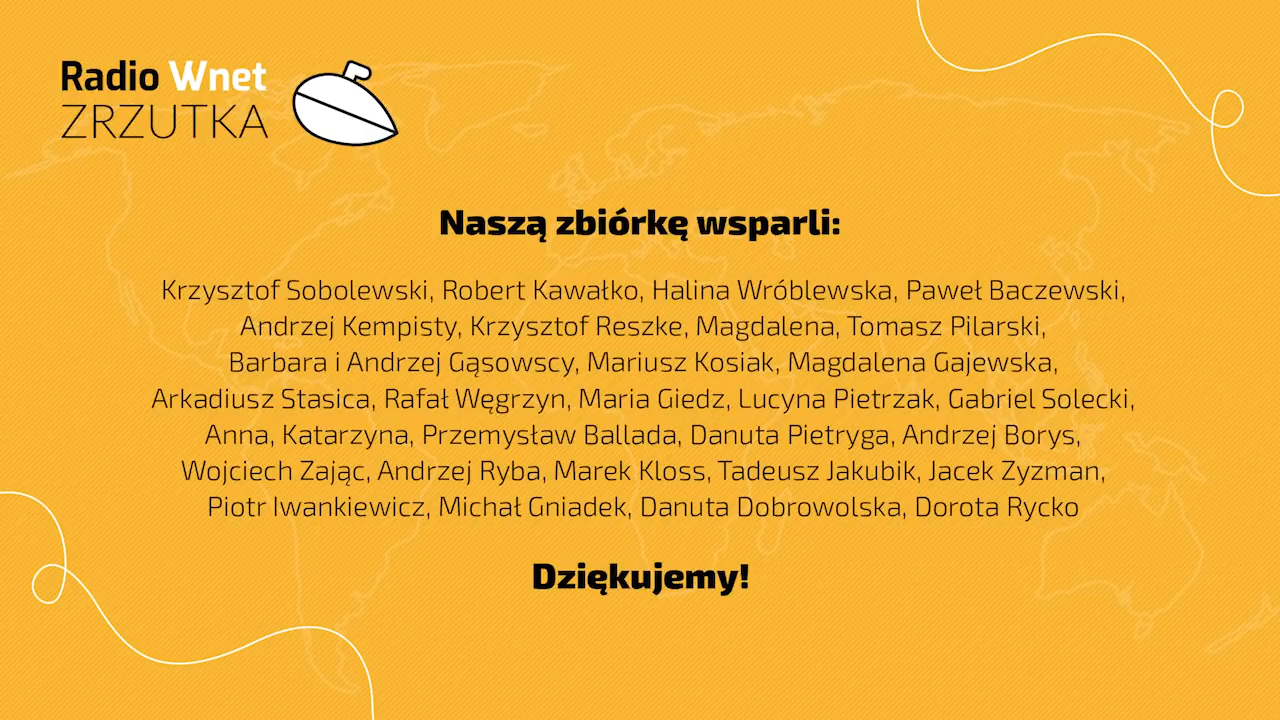 Radio Wnet
ZRZUTKA
Naszą zbiórkę wsparli:
Krzysztof Sobolewski, Robert Kawałko, Halina Wróblewska, Paweł Baczewski,
Andrzej Kempisty, Krzysztof Reszke, Magdalena, Tomasz Pilarski,
Barbara i Andrzej Gąsowscy, Mariusz Kosiak, Magdalena Gajewska,
Arkadiusz Stasica, Rafał Węgrzyn, Maria Giedz, Lucyna Pietrzak, Gabriel Solecki,
Anna, Katarzyna, Przemysław Ballada, Danuta Pietryga, Andrzej Borys,
Wojciech Zając, Andrzej Ryba, Marek Kloss, Tadeusz Jakubik, Jacek Zyzman,
Piotr Iwankiewicz, Michał Gniadek, Danuta Dobrowolska, Dorota Rycko
Dziękujemy!